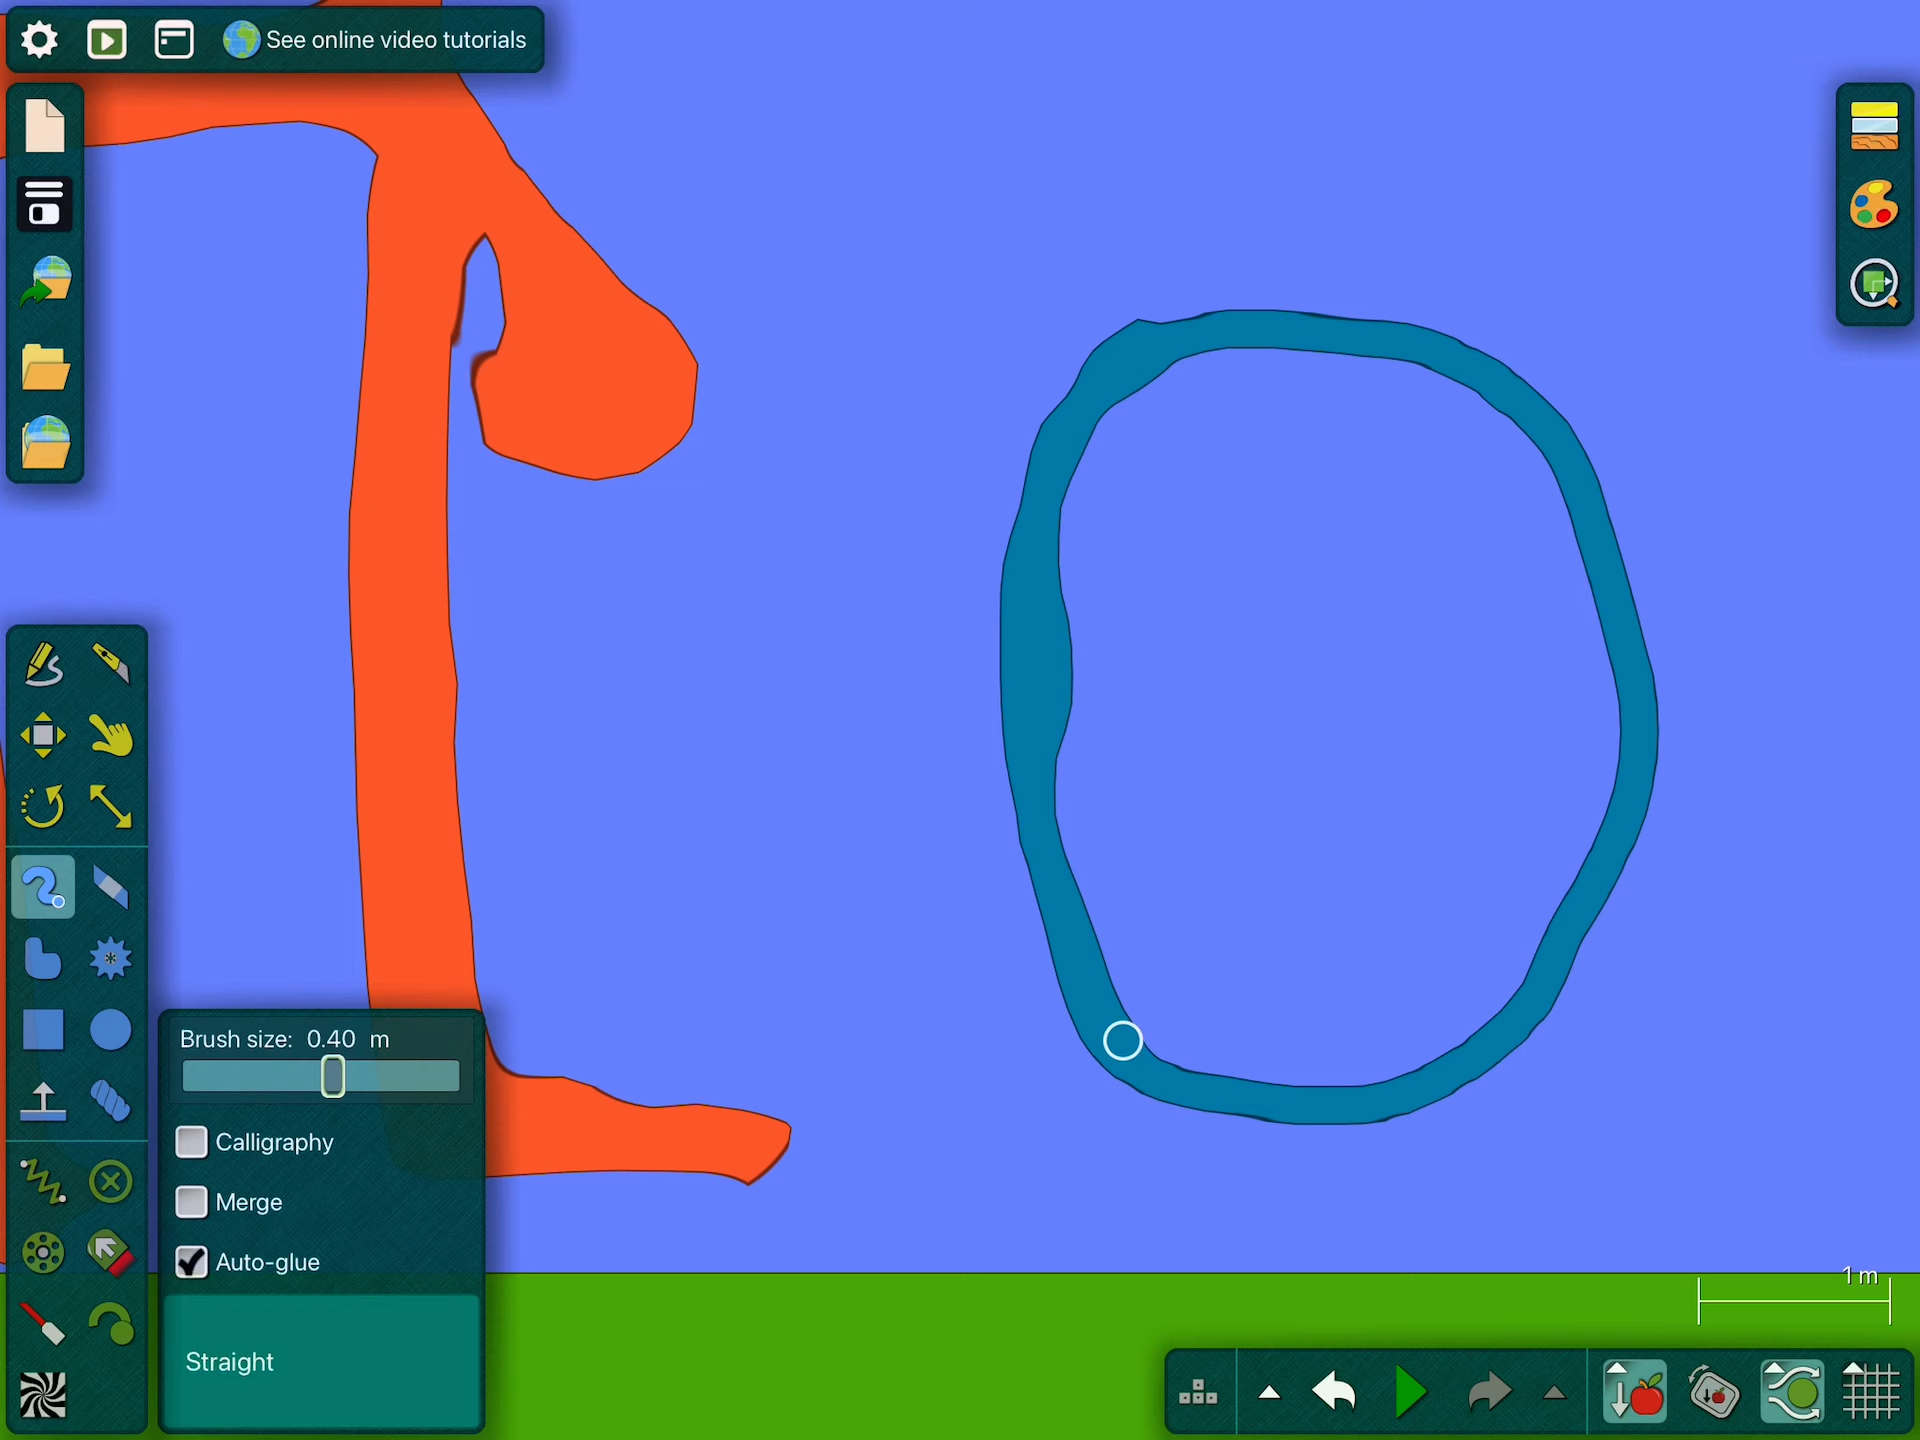 See online video tutorials
Brush size: 0.40 m
Calligraphy
Merge
Auto-glue
Straight
1 m